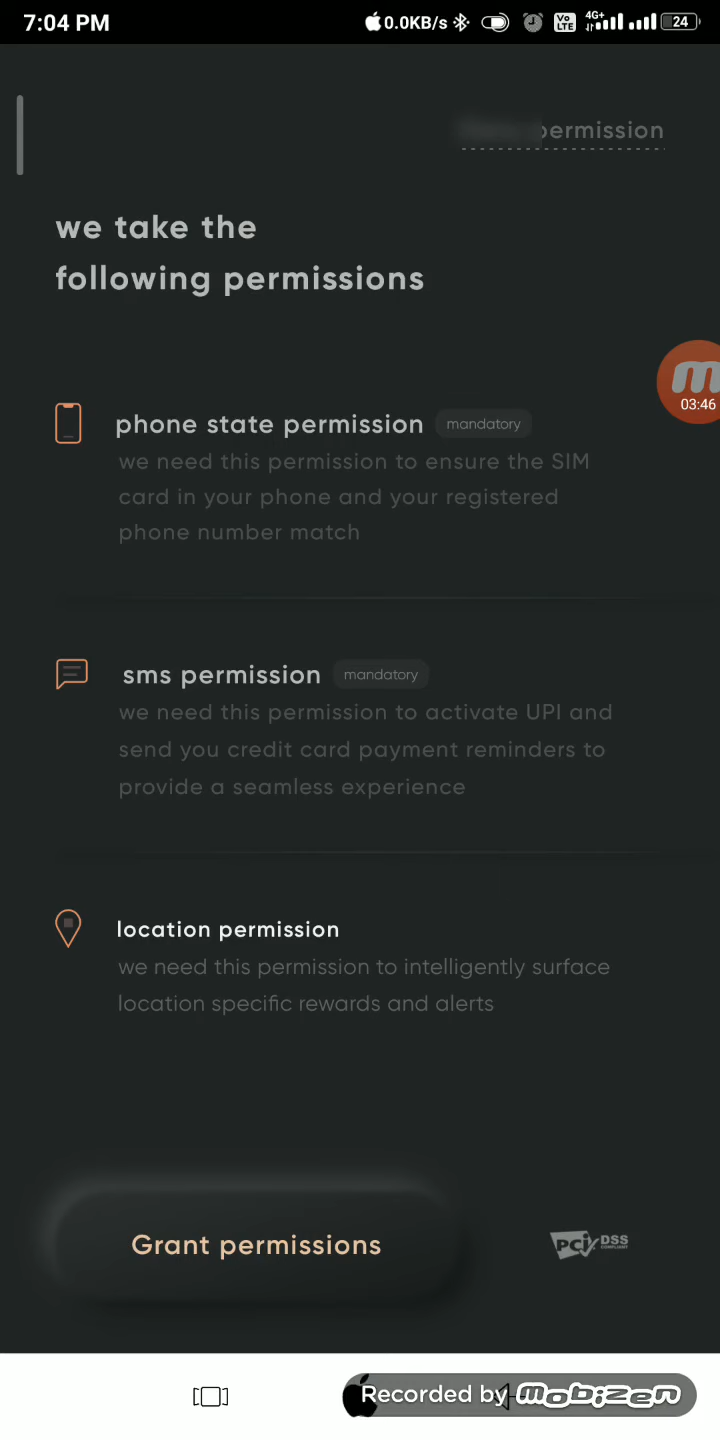 7:04 PM
0.0KB/s Vo LTE 4G+ 24
permission
we take the
following permissions
03:46
phone state permission mandatory
we need this permission to ensure the SIM
card in your phone and your registered
phone number match
sms permission mandatory
we need this permission to activate UPI and
send you credit card payment reminders to
provide a seamless experience
location permission
we need this permission to intelligently surface
location specific rewards and alerts
Grant permissions
PCI DSS
COMPLIANT
Recorded by mobizen